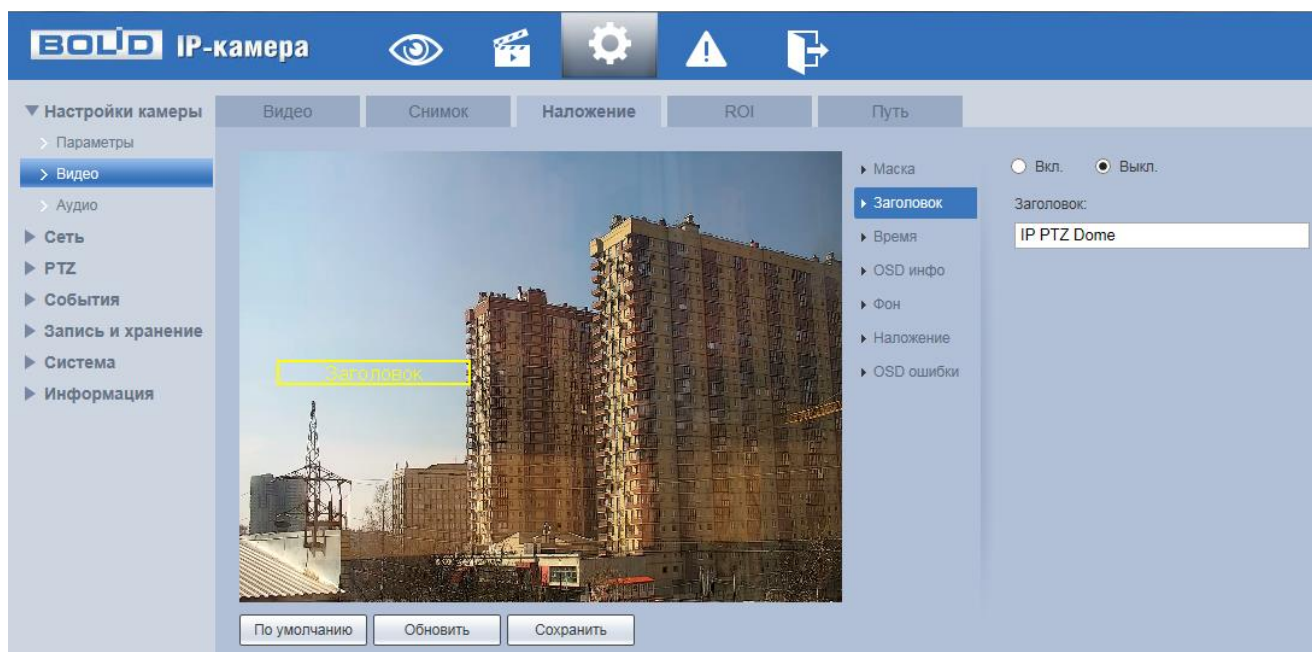 BOLID IP-камера
Настройки камеры
Параметры
Видео
Аудио
Сеть
PTZ
События
Запись и хранение
Система
Информация
Видео Снимок Наложение ROI Путь
Заголовок
По умолчанию Обновить Сохранить
Маска
Заголовок
Время
OSD инфо
Фон
Наложение
OSD ошибки
Вкл. Выкл.
Заголовок:
IP PTZ Dome